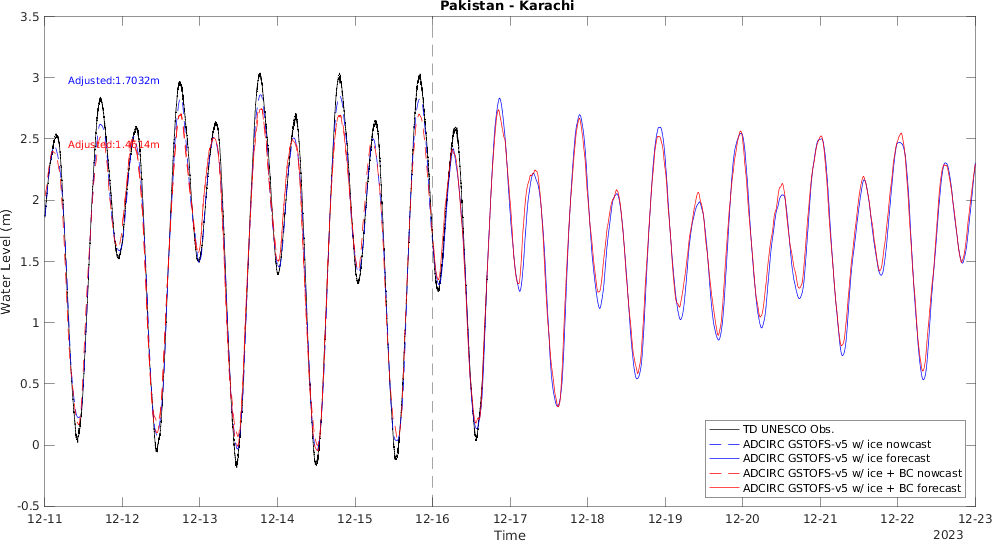 Pakistan - Karachi
3.5
3
2.5
2
1.5
1
0.5
0
-0.5
Water Level (m)
Adjusted:1.7032m
Adjusted:1.4614m
TD UNESCO Obs.
ADCIRC GSTOFS-v5 w/ ice nowcast
ADCIRC GSTOFS-v5 w/ ice forecast
ADCIRC GSTOFS-v5 w/ ice + BC nowcast
ADCIRC GSTOFS-v5 w/ ice + BC forecast
12-11 12-12 12-13 12-14 12-15 12-16 12-17 12-18 12-19 12-20 12-21 12-22 12-23
Time
2023